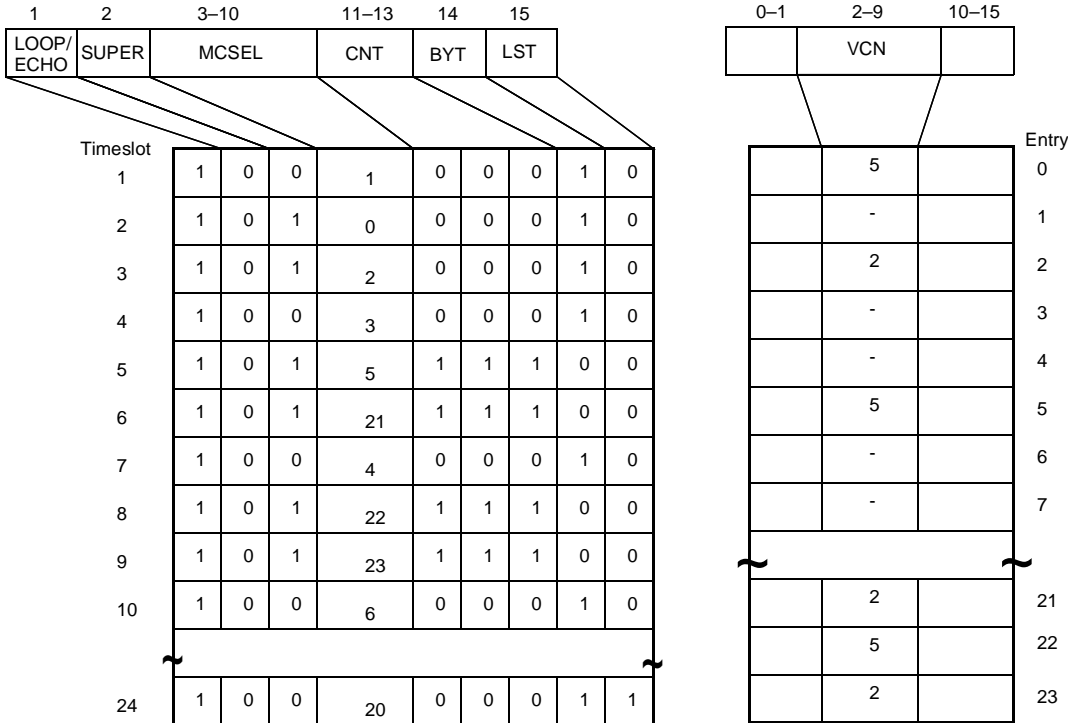 1 2 3–10 11–13 14 15 0–1 2–9 10–15
LOOP/ SUPER MCSEL CNT BYT LST VCN
ECHO
Timeslot Entry
1 1 0 0 1 0 0 0 1 0 5 0
2 1 0 1 0 0 0 0 1 0 - 1
3 1 0 1 2 0 0 0 1 0 2 2
4 1 0 0 3 0 0 0 1 0 - 3
5 1 0 1 5 1 1 1 0 0 - 4
6 1 0 1 21 1 1 1 0 0 5 5
7 1 0 0 4 0 0 0 1 0 - 6
8 1 0 1 22 1 1 1 0 0 - 7
9 1 0 1 23 1 1 1 0 0
~ ~
10 1 0 0 6 0 0 0 1 0 2 21
~ ~ 5 22
24 1 0 0 20 0 0 0 1 1 2 23